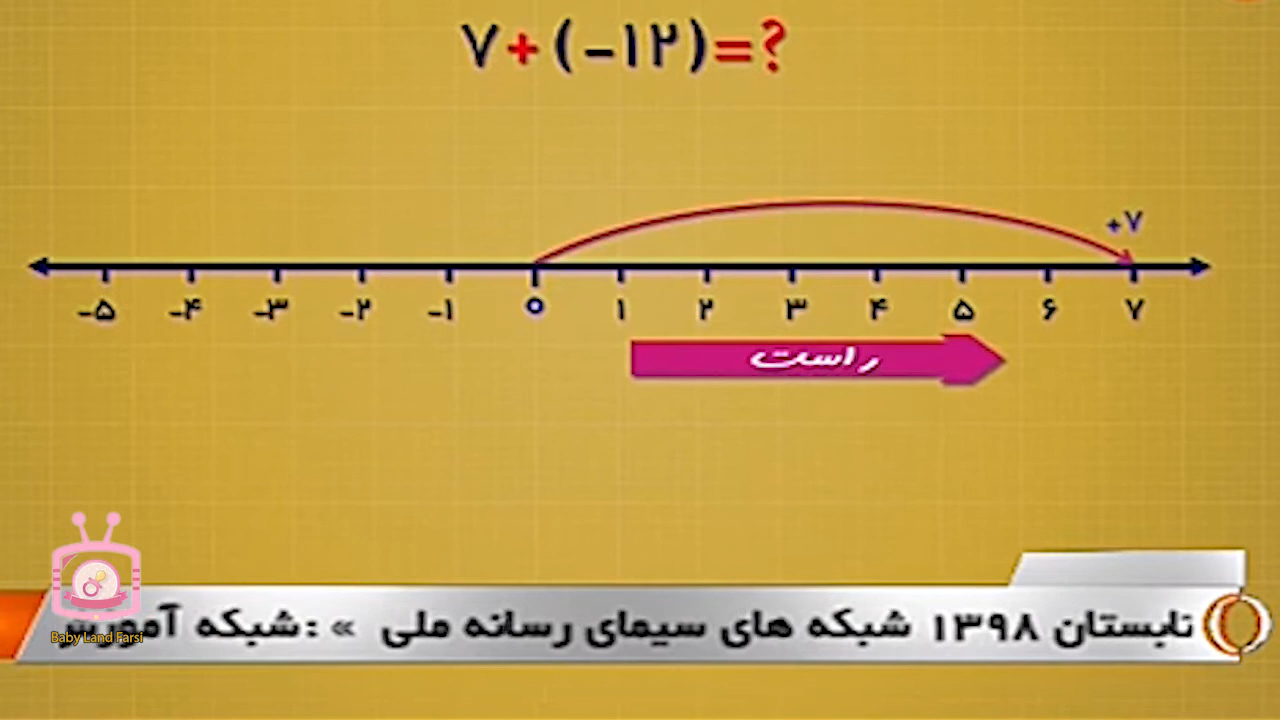 ۷+(-۱۲)=?
+۷
-۵ -۴ -۳ -۲ -۱ ۰ ۱ ۲ ۳ ۴ ۵ ۶ ۷
راست
تابستان ۱۳۹۸ شبکه های سیمای رسانه ملی » : شبکه آموزش
Baby Land Farsi